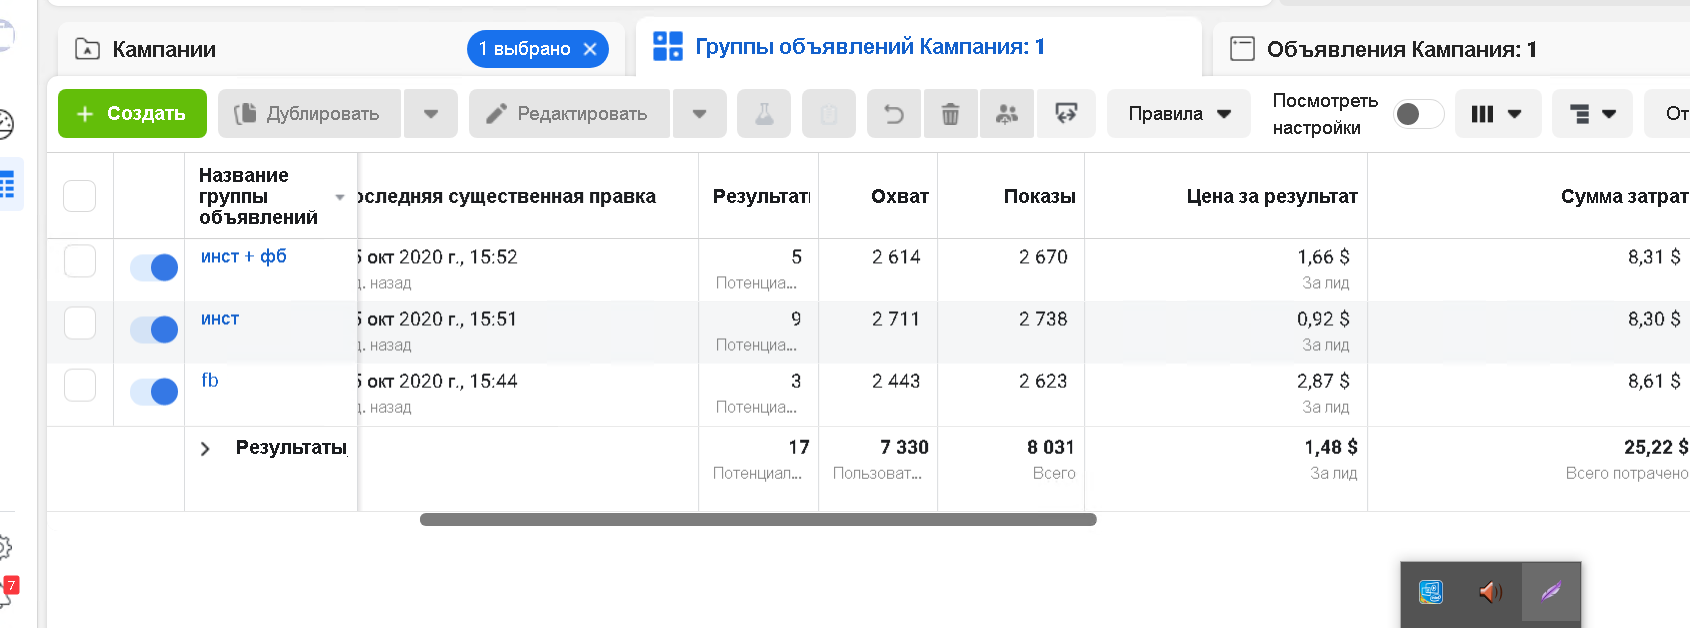 Кампании
1 выбрано
Группы объявлений Кампания: 1
Объявления Кампания: 1
+ Создать
Дублировать
Редактировать
Правила
Посмотреть
настройки
От
Название
группы
объявлений
оследняя существенная правка
Результаты
Охват
Показы
Цена за результат
Сумма затрат
инст + фб
5 окт 2020 г., 15:52
д. назад
5
Потенциа...
2 614
2 670
1,66 $
За лид
8,31 $
инст
5 окт 2020 г., 15:51
д. назад
9
Потенциа...
2 711
2 738
0,92 $
За лид
8,30 $
fb
5 окт 2020 г., 15:44
д. назад
3
Потенциа...
2 443
2 623
2,87 $
За лид
8,61 $
Результаты
17
Потенциал...
7 330
Пользоват...
8 031
Всего
1,48 $
За лид
25,22 $
Всего потрачено
7